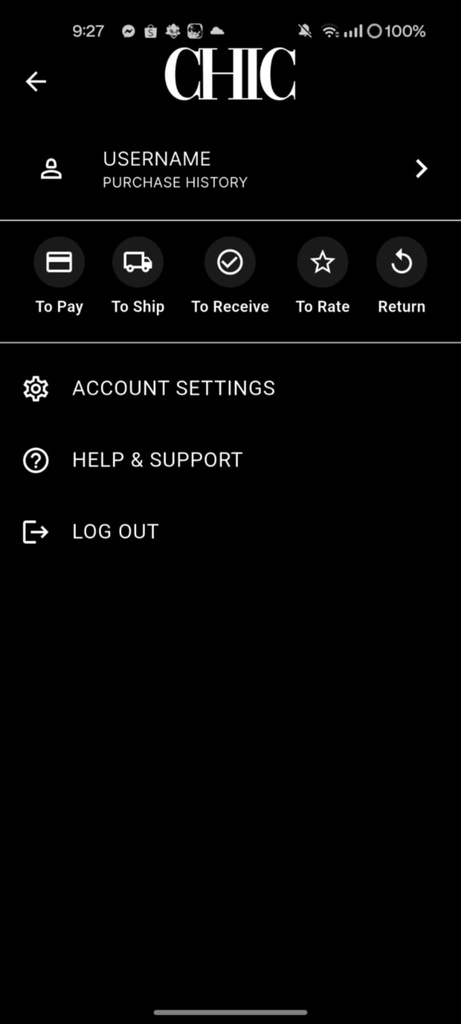 9:27
100%
CHIC
USERNAME
PURCHASE HISTORY
To Pay
To Ship
To Receive
To Rate
Return
ACCOUNT SETTINGS
HELP & SUPPORT
LOG OUT